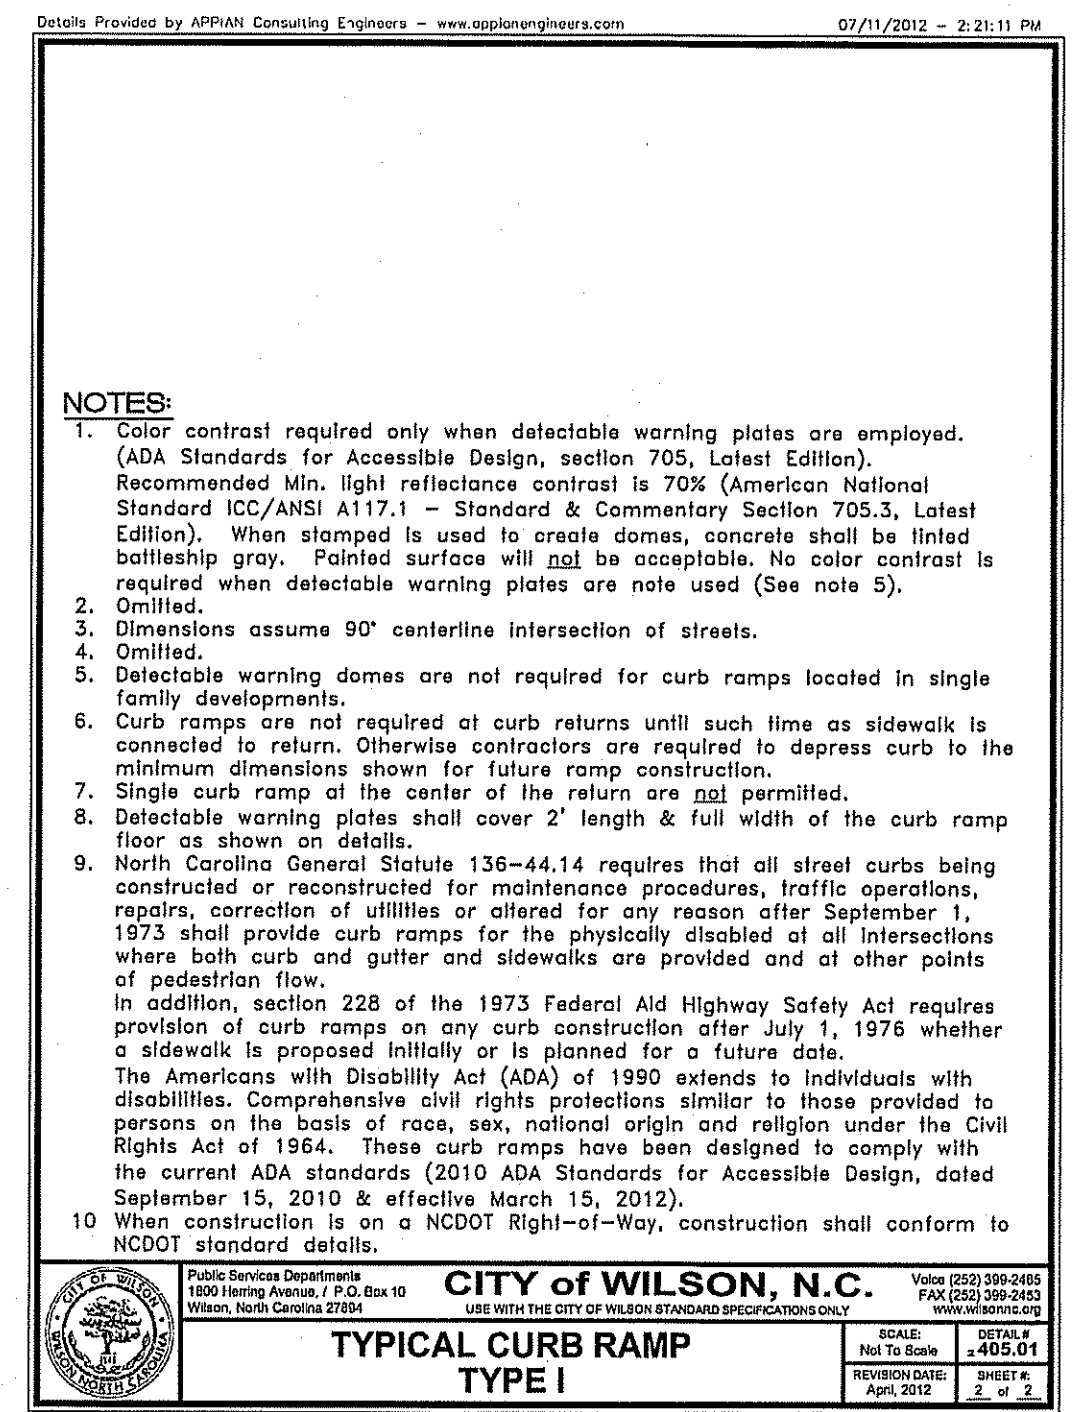 Details Provided by APPIAN Consulting Engineers – www.appianengineers.com
07/11/2012 – 2:21:11 PM
NOTES:
1. Color contrast required only when detectable warning plates are employed.
(ADA Standards for Accessible Design, section 705, Latest Edition).
Recommended Min. light reflectance contrast is 70% (American National
Standard ICC/ANSI A117.1 – Standard & Commentary Section 705.3, Latest
Edition). When stamped is used to create domes, concrete shall be tinted
battleship gray. Painted surface will not be acceptable. No color contrast is
required when detectable warning plates are note used (See note 5).
2. Omitted.
3. Dimensions assume 90° centerline intersection of streets.
4. Omitted.
5. Detectable warning domes are not required for curb ramps located in single
family developments.
6. Curb ramps are not required at curb returns until such time as sidewalk is
connected to return. Otherwise contractors are required to depress curb to the
minimum dimensions shown for future ramp construction.
7. Single curb ramp at the center of the return are not permitted.
8. Detectable warning plates shall cover 2' length & full width of the curb ramp
floor as shown on details.
9. North Carolina General Statute 136–44.14 requires that all street curbs being
constructed or reconstructed for maintenance procedures, traffic operations,
repairs, correction of utilities or altered for any reason after September 1,
1973 shall provide curb ramps for the physically disabled at all intersections
where both curb and gutter and sidewalks are provided and at other points
of pedestrian flow.
In addition, section 228 of the 1973 Federal Aid Highway Safety Act requires
provision of curb ramps on any curb construction after July 1, 1976 whether
a sidewalk is proposed initially or is planned for a future date.
The Americans with Disability Act (ADA) of 1990 extends to individuals with
disabilities. Comprehensive civil rights protections similar to those provided to
persons on the basis of race, sex, national origin and religion under the Civil
Rights Act of 1964. These curb ramps have been designed to comply with
the current ADA standards (2010 ADA Standards for Accessible Design, dated
September 15, 2010 & effective March 15, 2012).
10 When construction is on a NCDOT Right–of–Way, construction shall conform to
NCDOT standard details.
CITY OF WILSON
WILSON NORTH CAROLINA
Public Services Departments
1800 Herring Avenue, / P.O. Box 10
Wilson, North Carolina 27894
CITY of WILSON, N.C.
USE WITH THE CITY OF WILSON STANDARD SPECIFICATIONS ONLY
Voice (252) 399-2485
FAX (252) 399-2453
www.wilsonnc.org
TYPICAL CURB RAMP
TYPE I
SCALE:
Not To Scale
DETAIL #
405.01
REVISION DATE:
April, 2012
SHEET #:
2 of 2